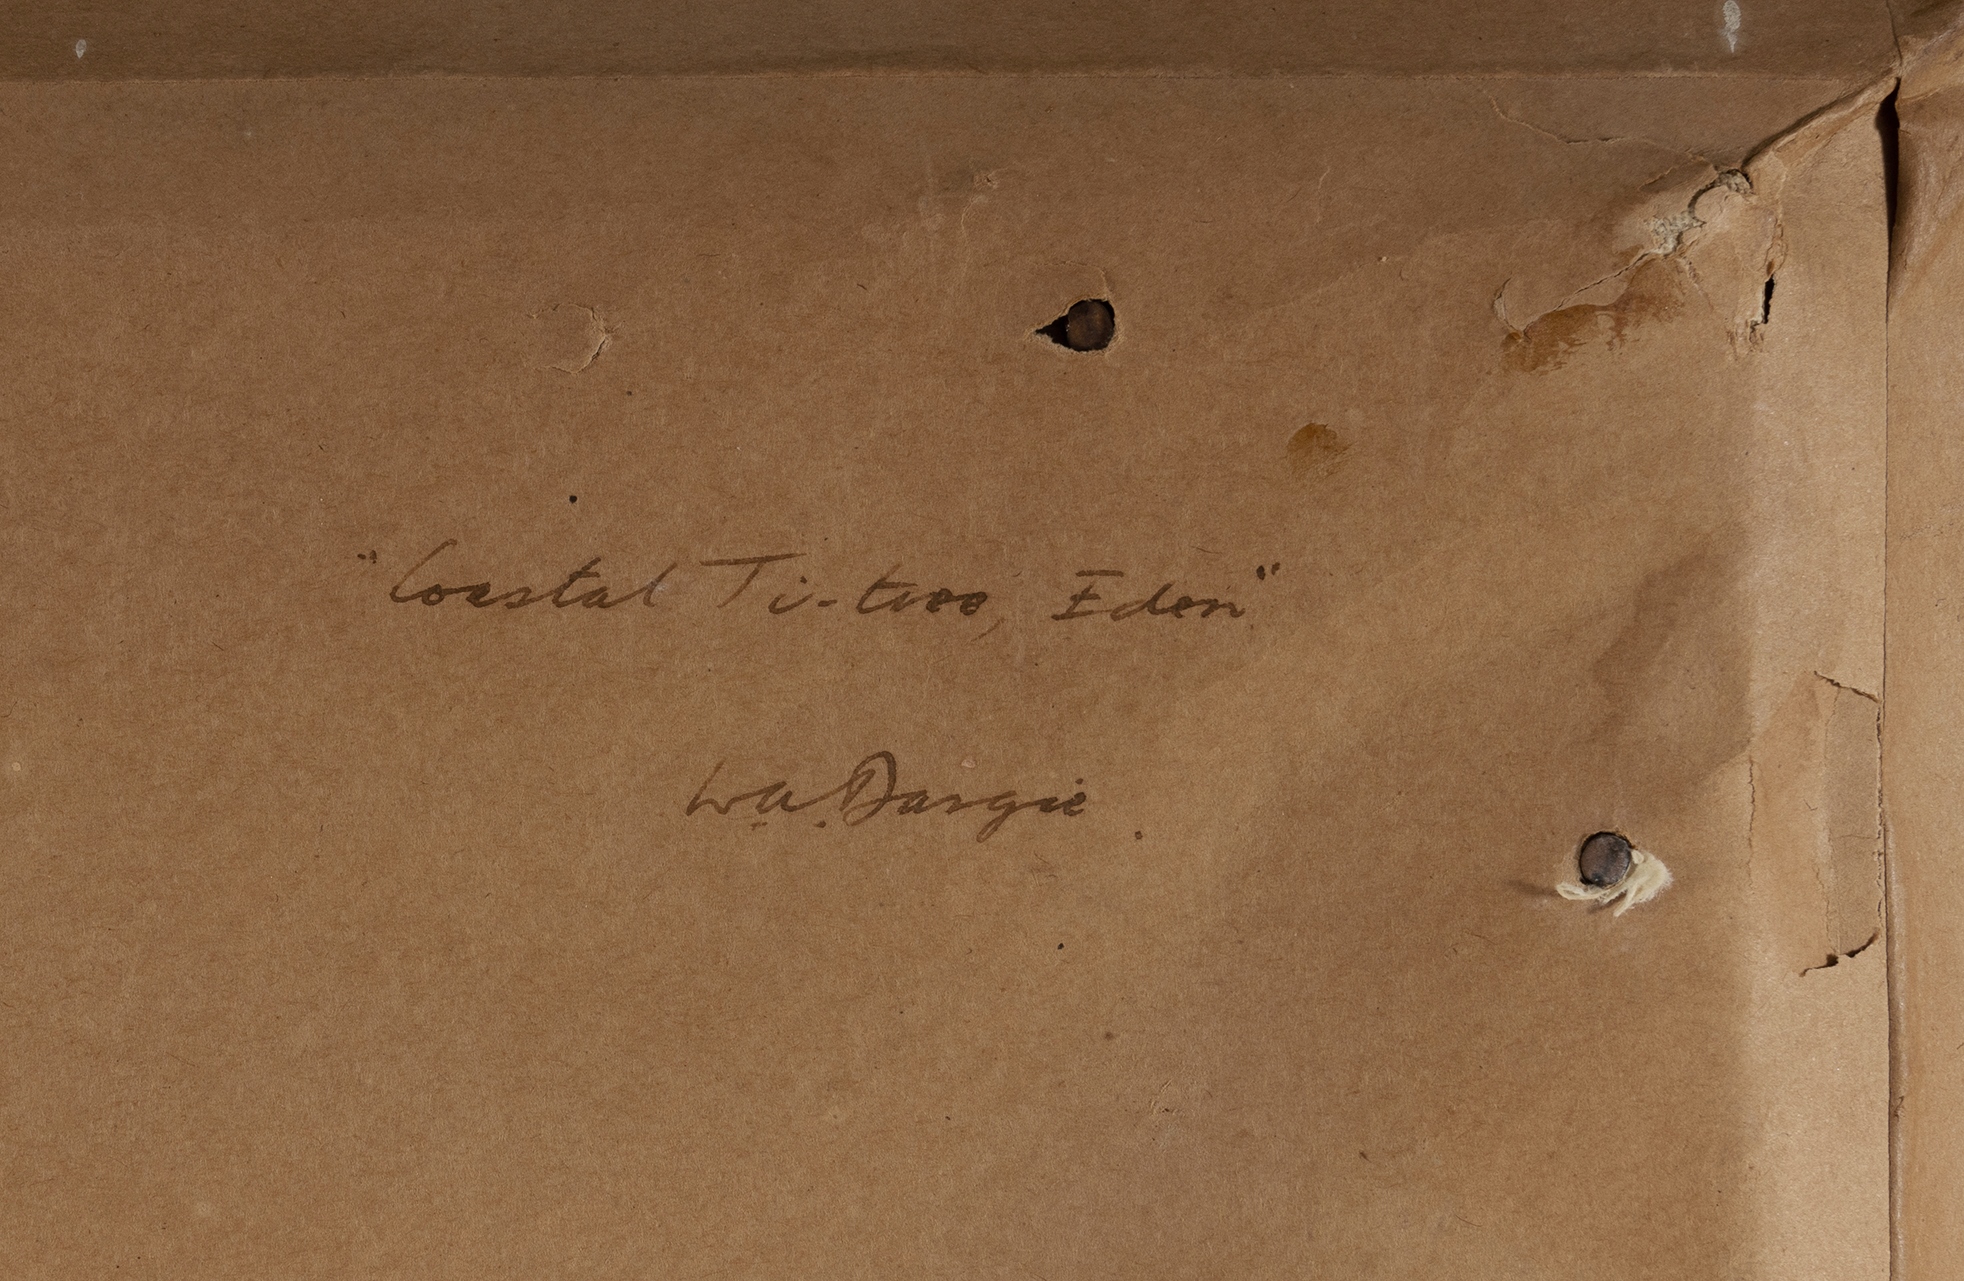 "Coastal Ti-tree, Eden"
W.A. Dargie.